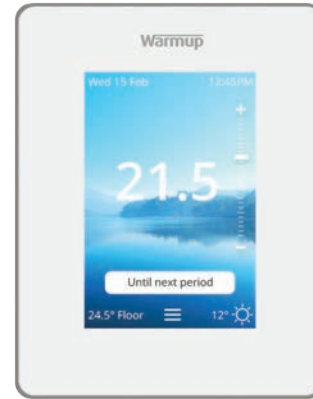 Warmup
Wed 15 Feb 12:45PM
21.5
Until next period
24.5° Floor 12°